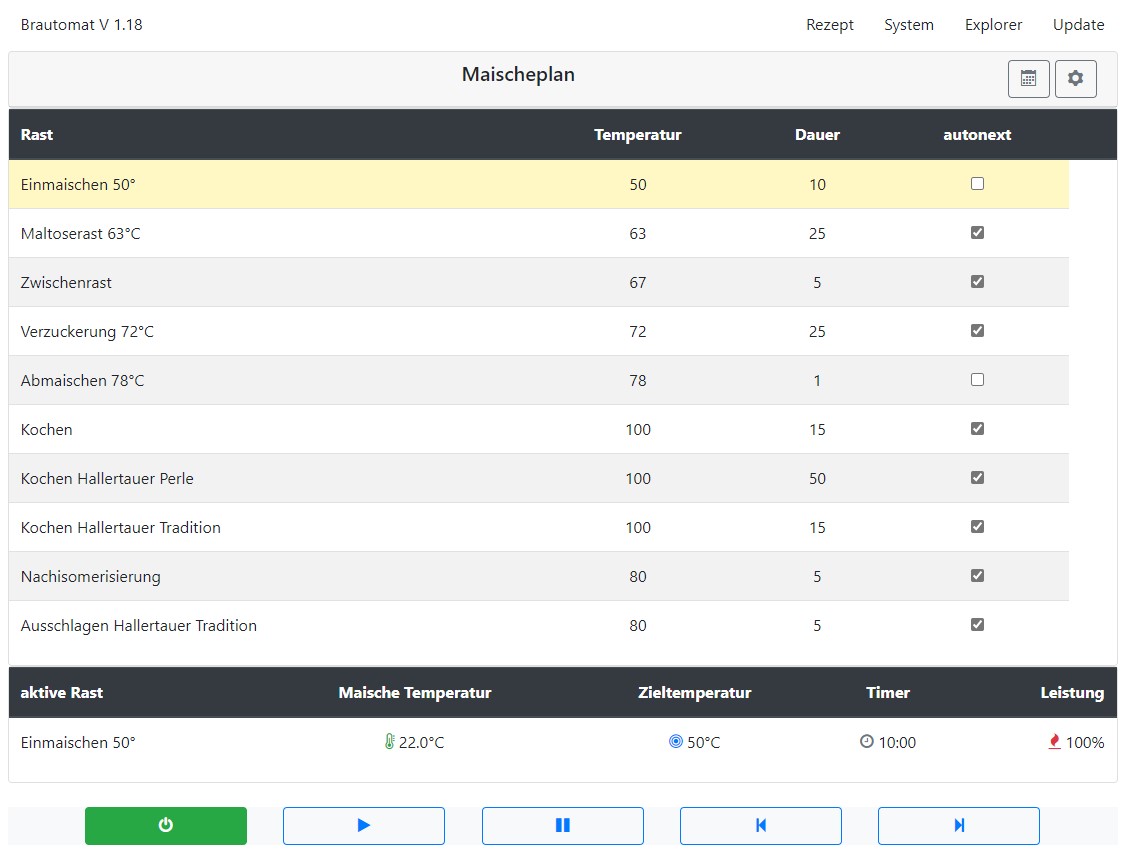 Brautomat V 1.18 Rezept System Explorer Update
Maischeplan
Rast Temperatur Dauer autonext
Einmaischen 50° 50 10
Maltoserast 63°C 63 25
Zwischenrast 67 5
Verzuckerung 72°C 72 25
Abmaischen 78°C 78 1
Kochen 100 15
Kochen Hallertauer Perle 100 50
Kochen Hallertauer Tradition 100 15
Nachisomerisierung 80 5
Ausschlagen Hallertauer Tradition 80 5
aktive Rast Maische Temperatur Zieltemperatur Timer Leistung
Einmaischen 50° 22.0°C 50°C 10:00 100%